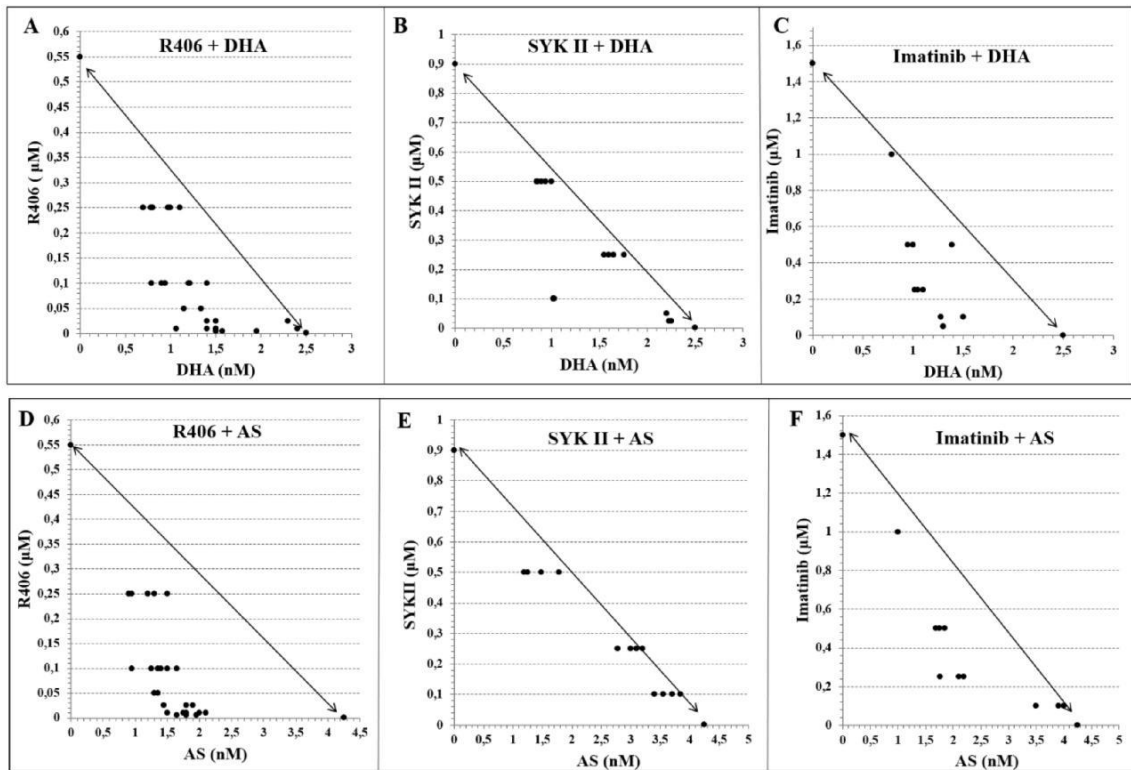 A
R406 + DHA
0,6
0,55
0,5
0,45
0,4
0,35
0,3
0,25
0,2
0,15
0,1
0,05
0
R406 ( μM)
0 0,5 1 1,5 2 2,5 3
DHA (nM)
B
SYK II + DHA
1
0,9
0,8
0,7
0,6
0,5
0,4
0,3
0,2
0,1
0
SYK II (μM)
0 0,5 1 1,5 2 2,5 3
DHA (nM)
C
Imatinib + DHA
1,6
1,4
1,2
1
0,8
0,6
0,4
0,2
0
Imatinib (μM)
0 0,5 1 1,5 2 2,5 3
DHA (nM)
D
R406 + AS
0,6
0,55
0,5
0,45
0,4
0,35
0,3
0,25
0,2
0,15
0,1
0,05
0
R406 (μM)
0 0,5 1 1,5 2 2,5 3 3,5 4 4,5
AS (nM)
E
SYK II + AS
1
0,9
0,8
0,7
0,6
0,5
0,4
0,3
0,2
0,1
0
SYKII (μM)
0 0,5 1 1,5 2 2,5 3 3,5 4 4,5
AS (nM)
F
Imatinib + AS
1,6
1,4
1,2
1
0,8
0,6
0,4
0,2
0
Imatinib (μM)
0 0,5 1 1,5 2 2,5 3 3,5 4 4,5 5
AS (nM)